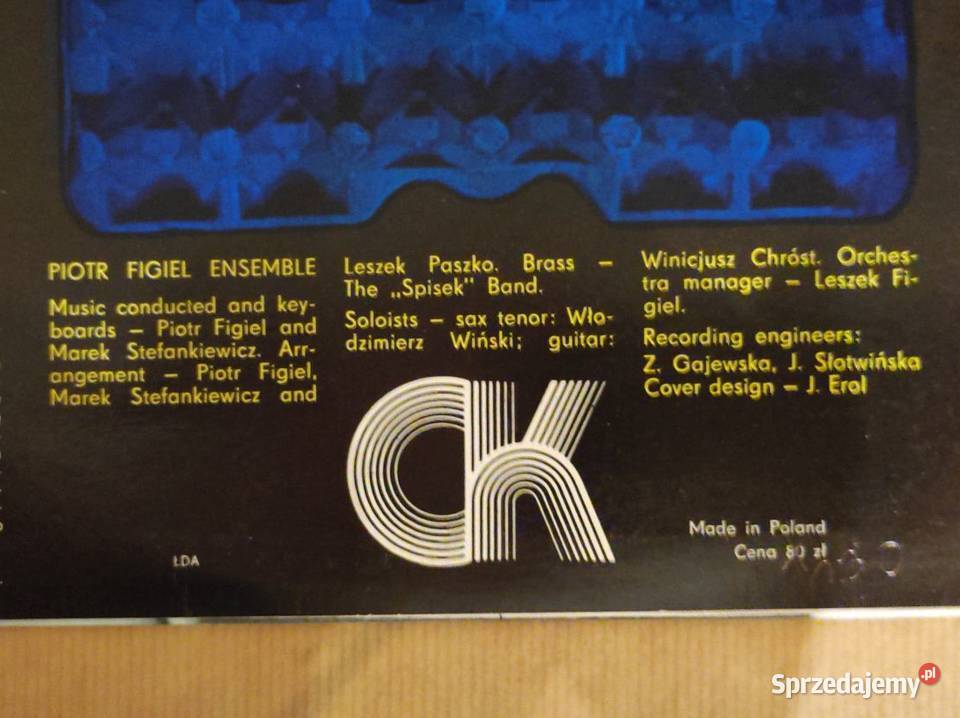 PIOTR FIGIEL ENSEMBLE
Music conducted and key-
boards – Piotr Figiel and
Marek Stefankiewicz. Arr-
angement – Piotr Figiel,
Marek Stefankiewicz and
Leszek Paszko. Brass –
The „Spisek" Band.
Soloists – sax tenor: Wło-
dzimierz Wiński; guitar:
Winicjusz Chróst. Orches-
tra manager – Leszek Fi-
giel.
Recording engineers:
Z. Gajewska, J. Słotwińska
Cover design – J. Erol
CK
ŁDA
Made in Poland
Cena 80 zł
Sprzedajemy.pl